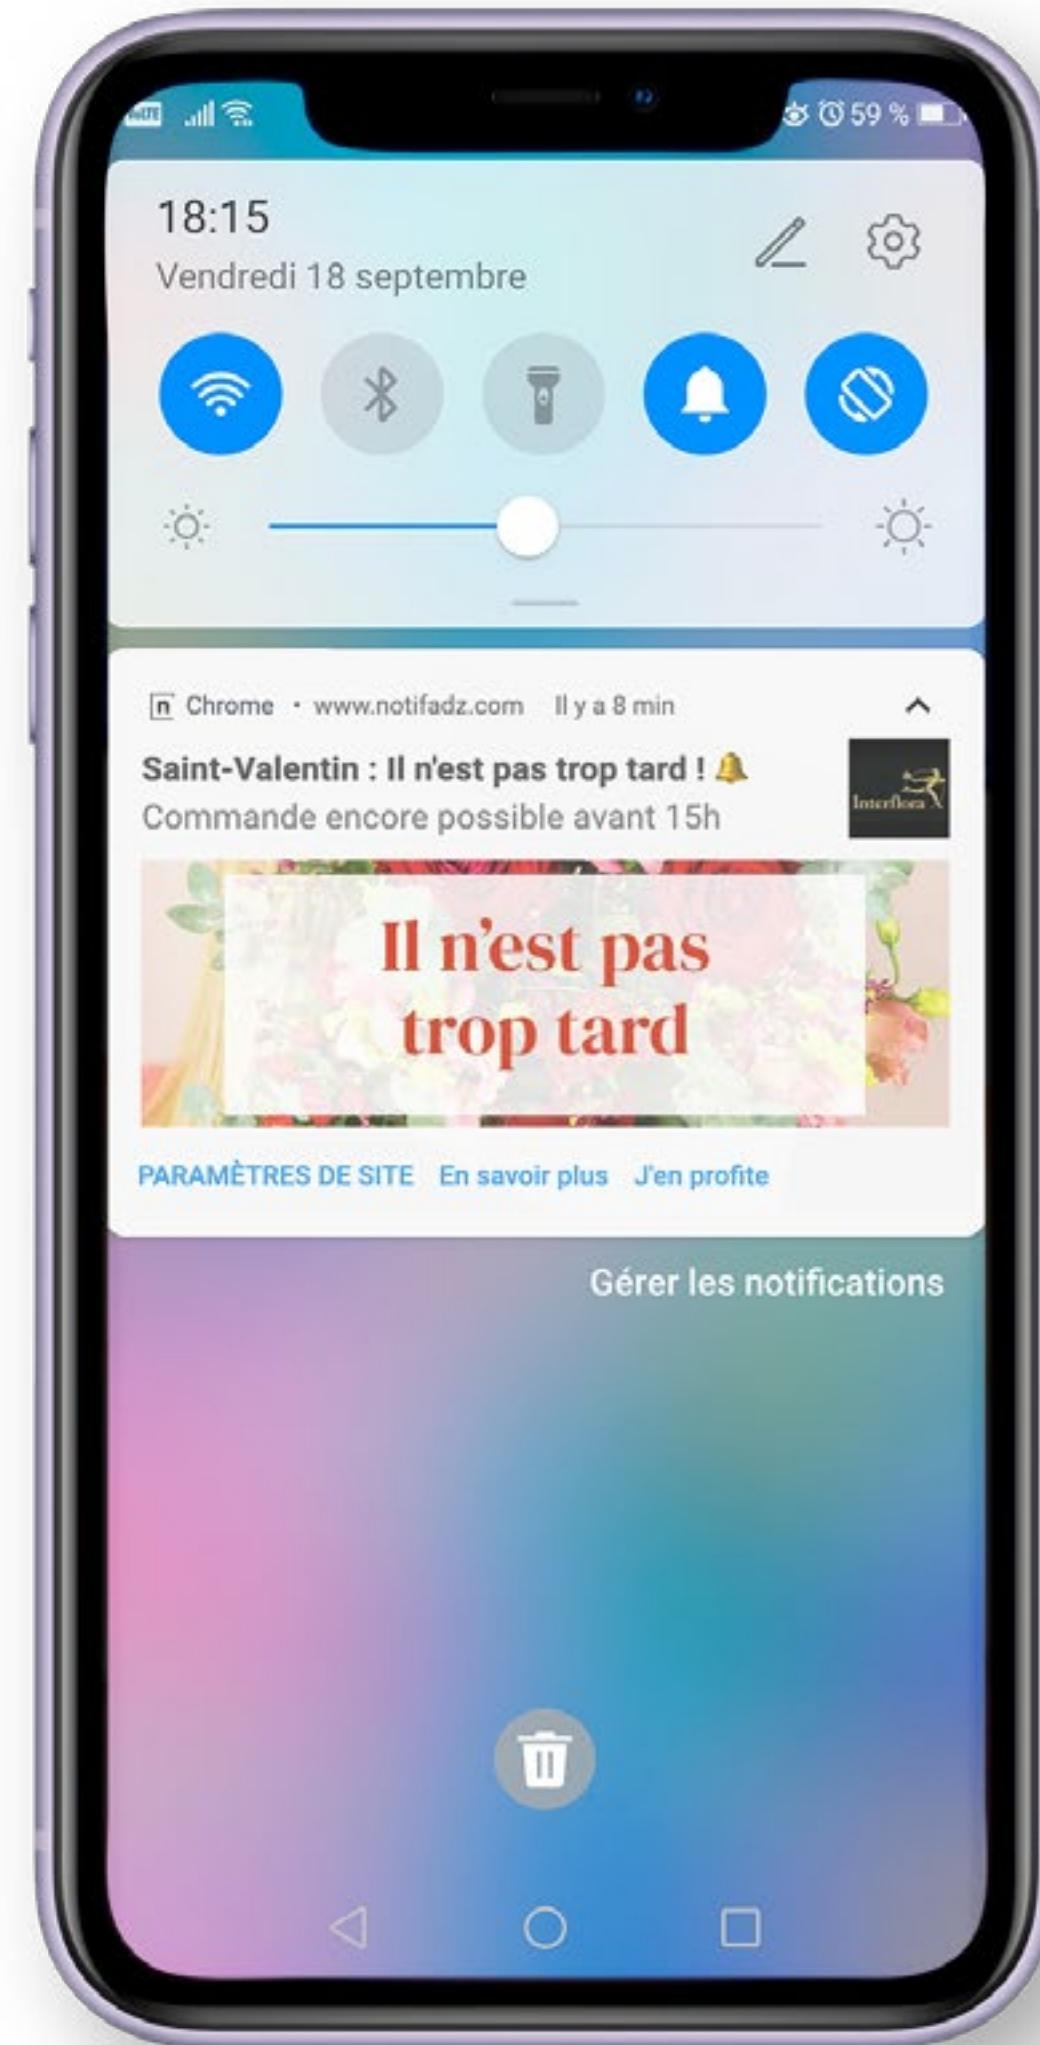 59 %
18:15
Vendredi 18 septembre
n Chrome • www.notifadz.com Il y a 8 min
Saint-Valentin : Il n'est pas trop tard ! 🔔
Commande encore possible avant 15h
Interflora
Il n’est pas
trop tard
PARAMÈTRES DE SITE En savoir plus J'en profite
Gérer les notifications